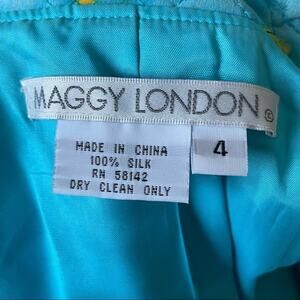 MAGGY LONDON ©
4
MADE IN CHINA
100% SILK
RN 58142
DRY CLEAN ONLY